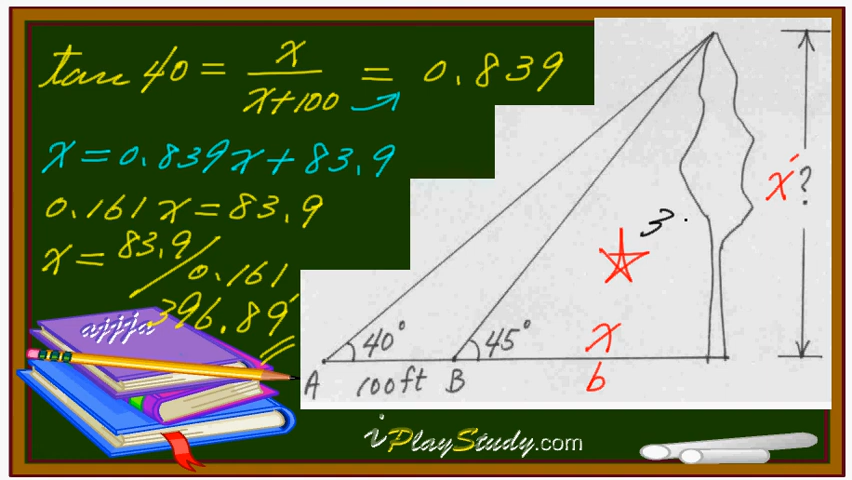 tan 40 = x / x+100 = 0.839
x = 0.839x + 83.9
0.161x = 83.9
x = 83.9 / 0.161
396.89'
ajjja
40°
45°
A
100ft
B
x
b
3.
x'?
iPlayStudy.com